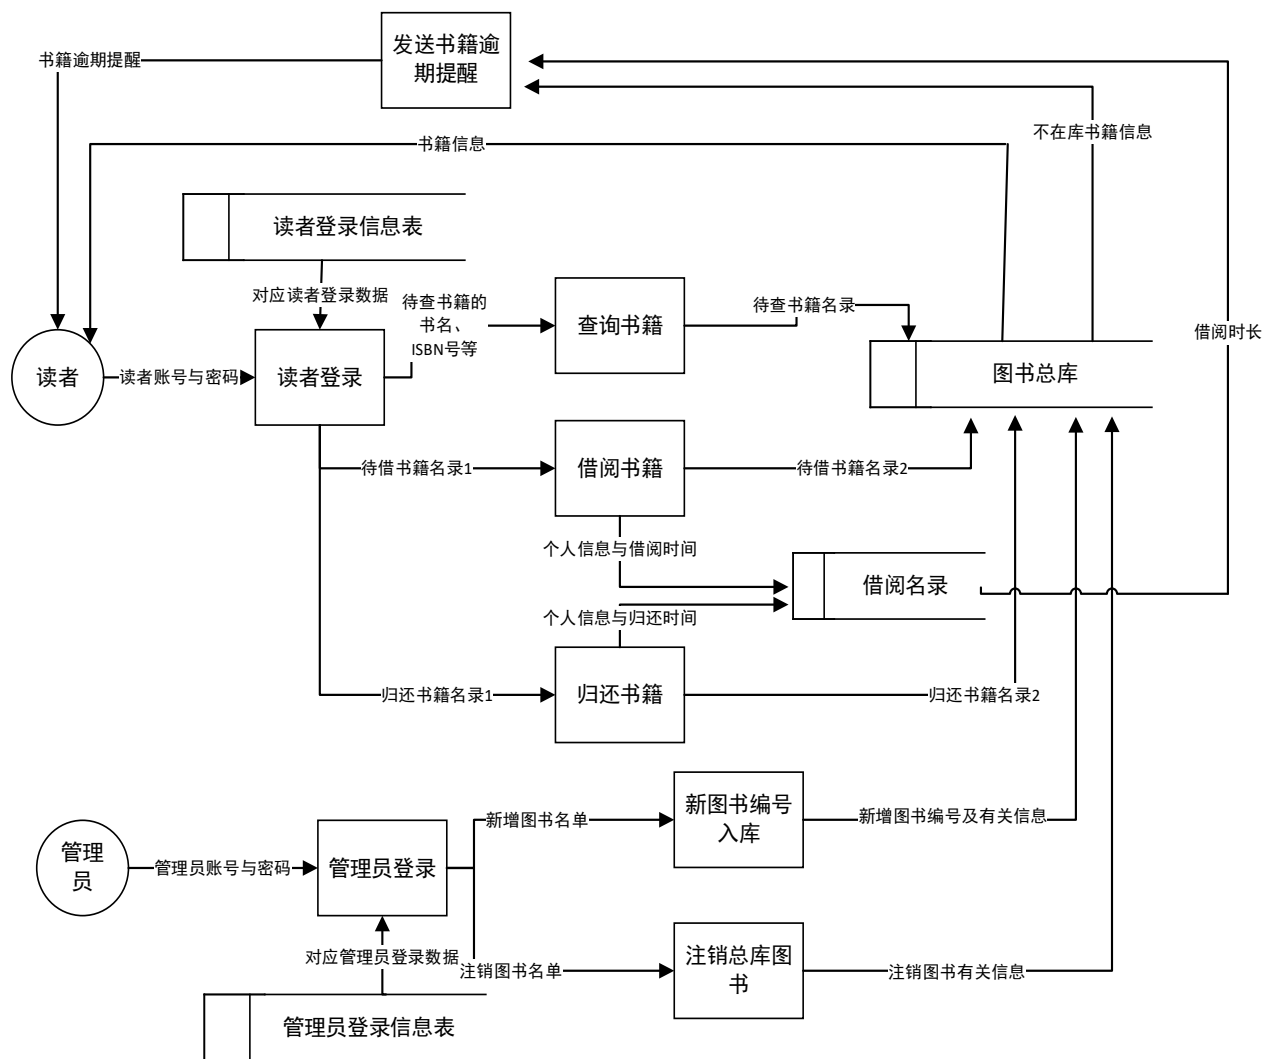 发送书籍逾
期提醒
书籍逾期提醒
不在库书籍信息
书籍信息
读者登录信息表
对应读者登录数据
待查书籍的
书名、
ISBN号等
查询书籍
待查书籍名录
借阅时长
读者
读者账号与密码
读者登录
图书总库
待借书籍名录1
借阅书籍
待借书籍名录2
个人信息与借阅时间
借阅名录
个人信息与归还时间
归还书籍名录1
归还书籍
归还书籍名录2
新图书编号
入库
新增图书名单
新增图书编号及有关信息
管理
员
管理员账号与密码
管理员登录
对应管理员登录数据
注销图书名单
注销总库图
书
注销图书有关信息
管理员登录信息表